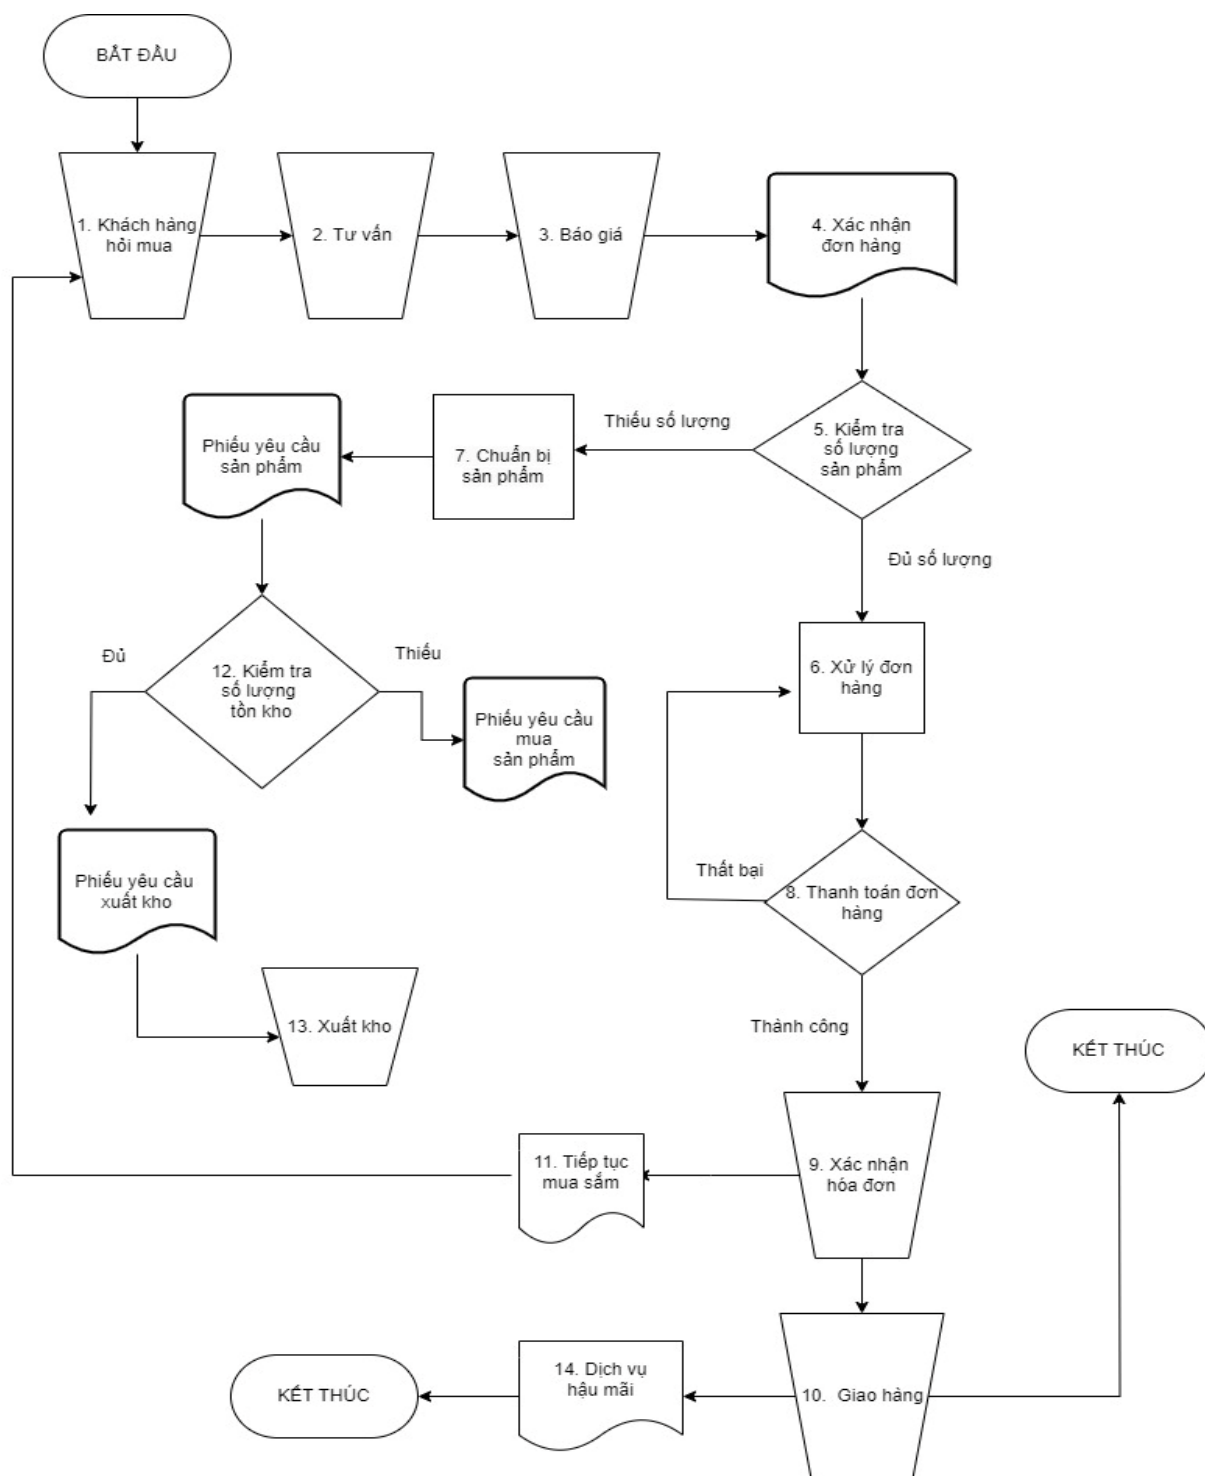 BẮT ĐẦU
1. Khách hàng
hỏi mua
2. Tư vấn
3. Báo giá
4. Xác nhận
đơn hàng
Phiếu yêu cầu
sản phẩm
7. Chuẩn bị
sản phẩm
Thiếu số lượng
5. Kiểm tra
số lượng
sản phẩm
Đủ số lượng
Đủ
12. Kiểm tra
số lượng
tồn kho
Thiếu
Phiếu yêu cầu
mua
sản phẩm
6. Xử lý đơn
hàng
Phiếu yêu cầu
xuất kho
Thất bại
8. Thanh toán đơn
hàng
13. Xuất kho
Thành công
KẾT THÚC
11. Tiếp tục
mua sắm
9. Xác nhận
hóa đơn
KẾT THÚC
14. Dịch vụ
hậu mãi
10. Giao hàng